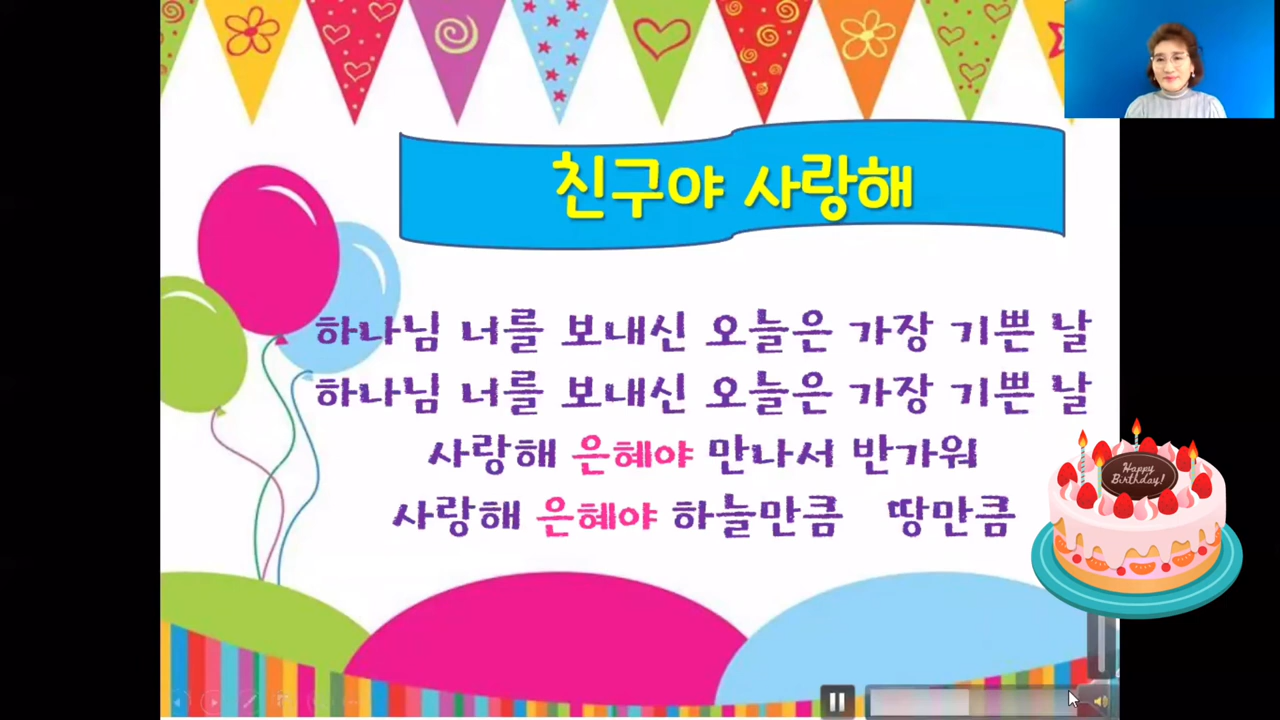 친구야 사랑해
하나님 너를 보내신 오늘은 가장 기쁜 날
하나님 너를 보내신 오늘은 가장 기쁜 날
사랑해 은혜야 만나서 반가워
사랑해 은혜야 하늘만큼 땅만큼
Happy
Birthday!